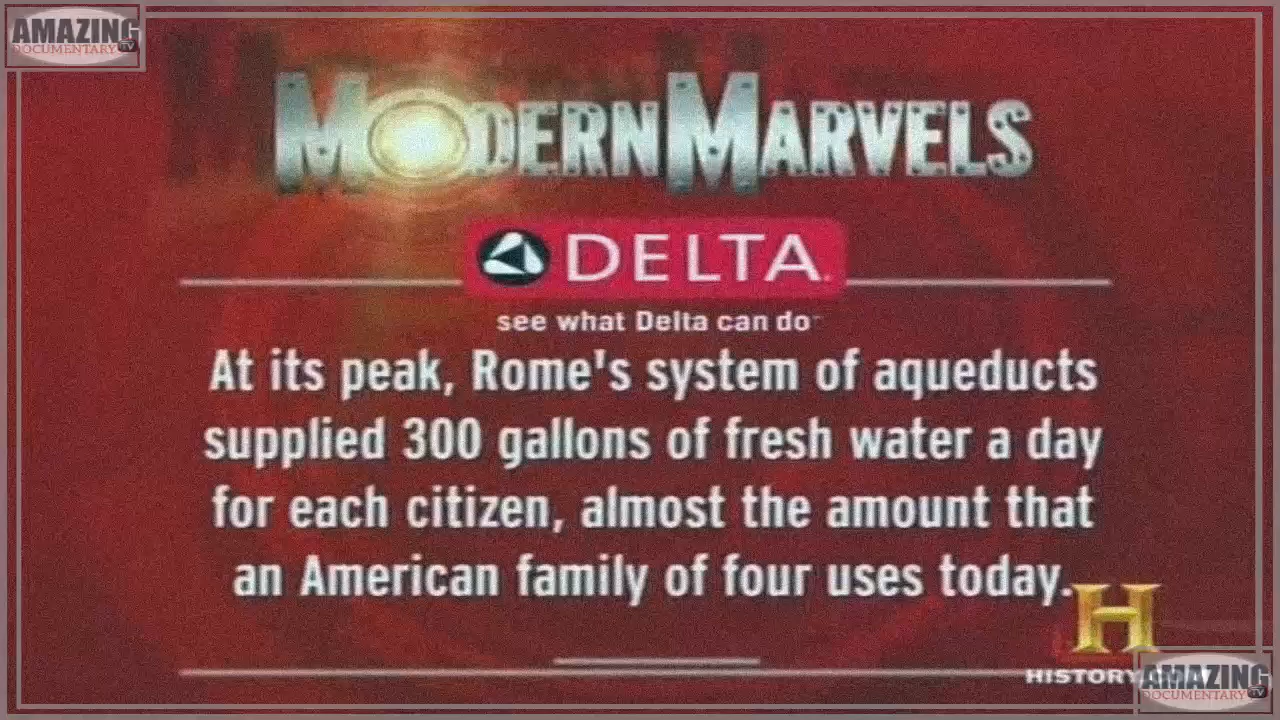 AMAZING
DOCUMENTARY TV
MODERN MARVELS
DELTA
see what Delta can do
At its peak, Rome's system of aqueducts
supplied 300 gallons of fresh water a day
for each citizen, almost the amount that
an American family of four uses today.
H
HISTORY
AMAZING
DOCUMENTARY TV